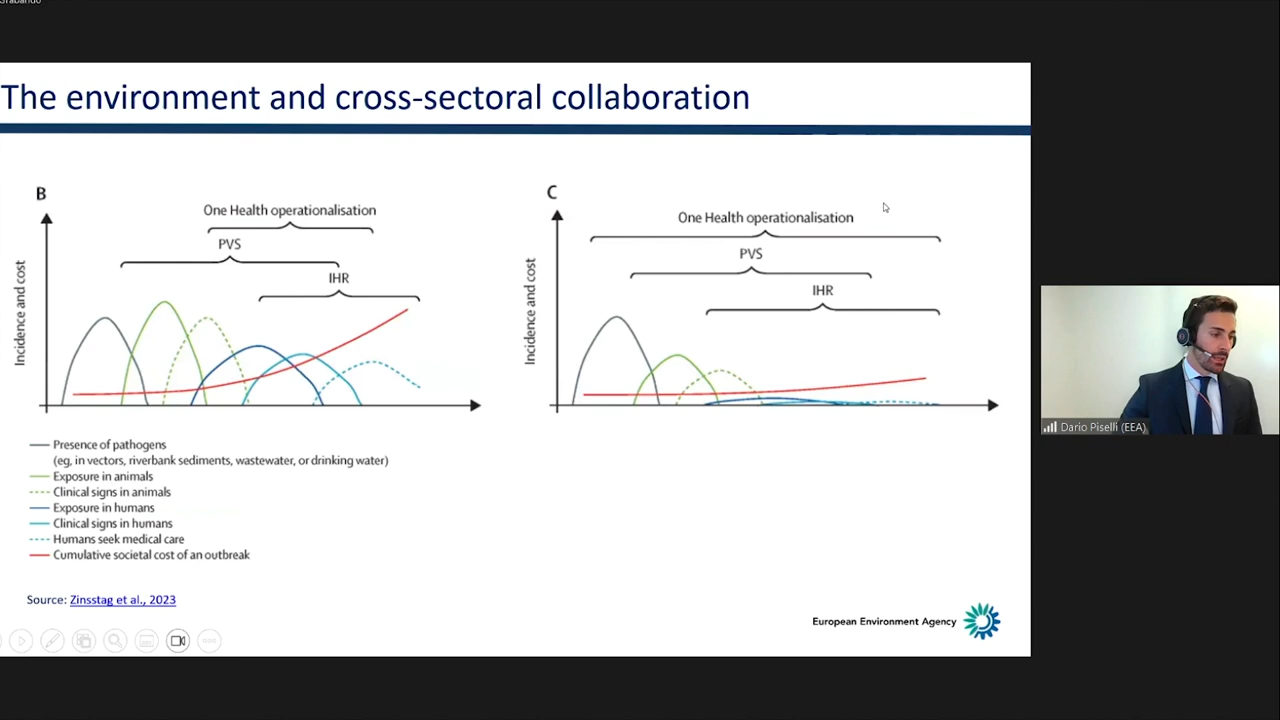 Grabando
The environment and cross-sectoral collaboration
B
One Health operationalisation
PVS
IHR
Incidence and cost
C
One Health operationalisation
PVS
IHR
Incidence and cost
Presence of pathogens
(eg, in vectors, riverbank sediments, wastewater, or drinking water)
Exposure in animals
Clinical signs in animals
Exposure in humans
Clinical signs in humans
Humans seek medical care
Cumulative societal cost of an outbreak
Source: Zinsstag et al., 2023
European Environment Agency
Dario Piselli (EEA)